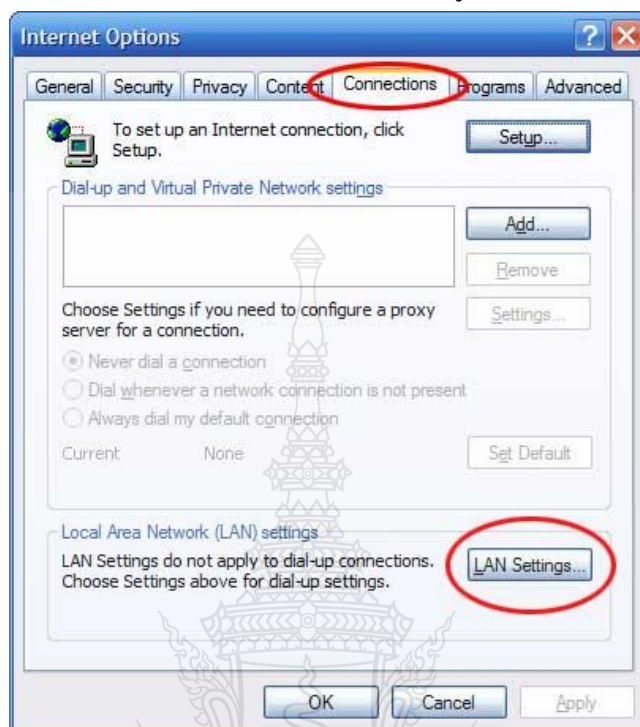 Internet Options
General Security Privacy Content Connections Programs Advanced
To set up an Internet connection, click
Setup.
Setup...
Dial-up and Virtual Private Network settings
Add...
Remove
Choose Settings if you need to configure a proxy
server for a connection.
Settings...
Never dial a connection
Dial whenever a network connection is not present
Always dial my default connection
Current None
Set Default
Local Area Network (LAN) settings
LAN Settings do not apply to dial-up connections.
Choose Settings above for dial-up settings.
LAN Settings...
OK Cancel Apply